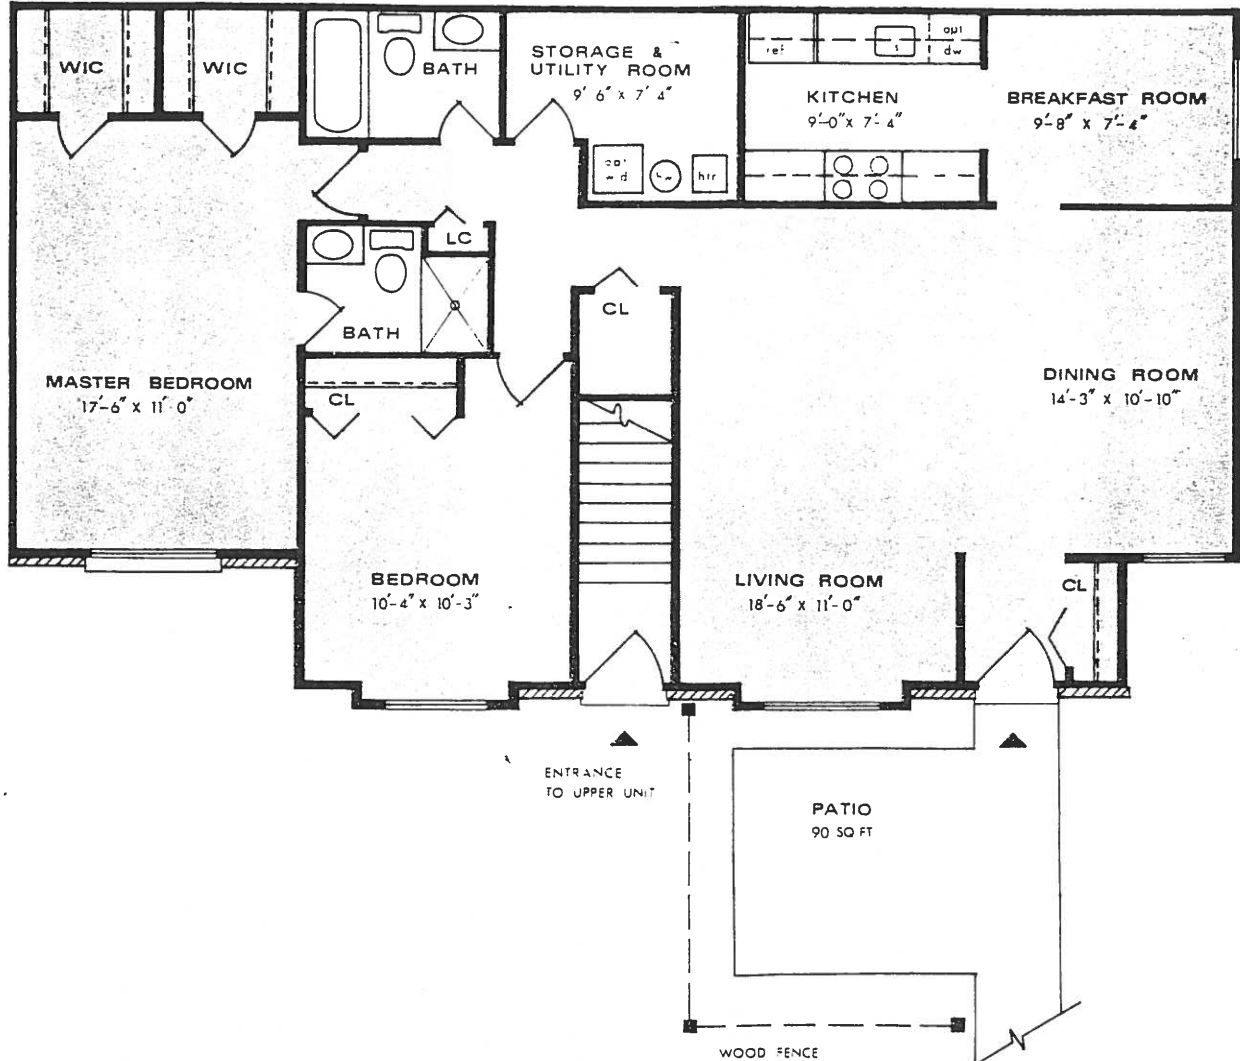 WIC
WIC
BATH
STORAGE &
UTILITY ROOM
9' 6" X 7' 4"
ref
s
opt
dw
KITCHEN
9'-0" X 7'-4"
BREAKFAST ROOM
9'-8" X 7'-4"
opt
w d
hw
htr
LC
BATH
CL
MASTER BEDROOM
17'-6" X 11'-0"
CL
DINING ROOM
14'-3" X 10'-10"
BEDROOM
10'-4" X 10'-3"
LIVING ROOM
18'-6" X 11'-0"
CL
ENTRANCE
TO UPPER UNIT
PATIO
90 SQ FT
WOOD FENCE